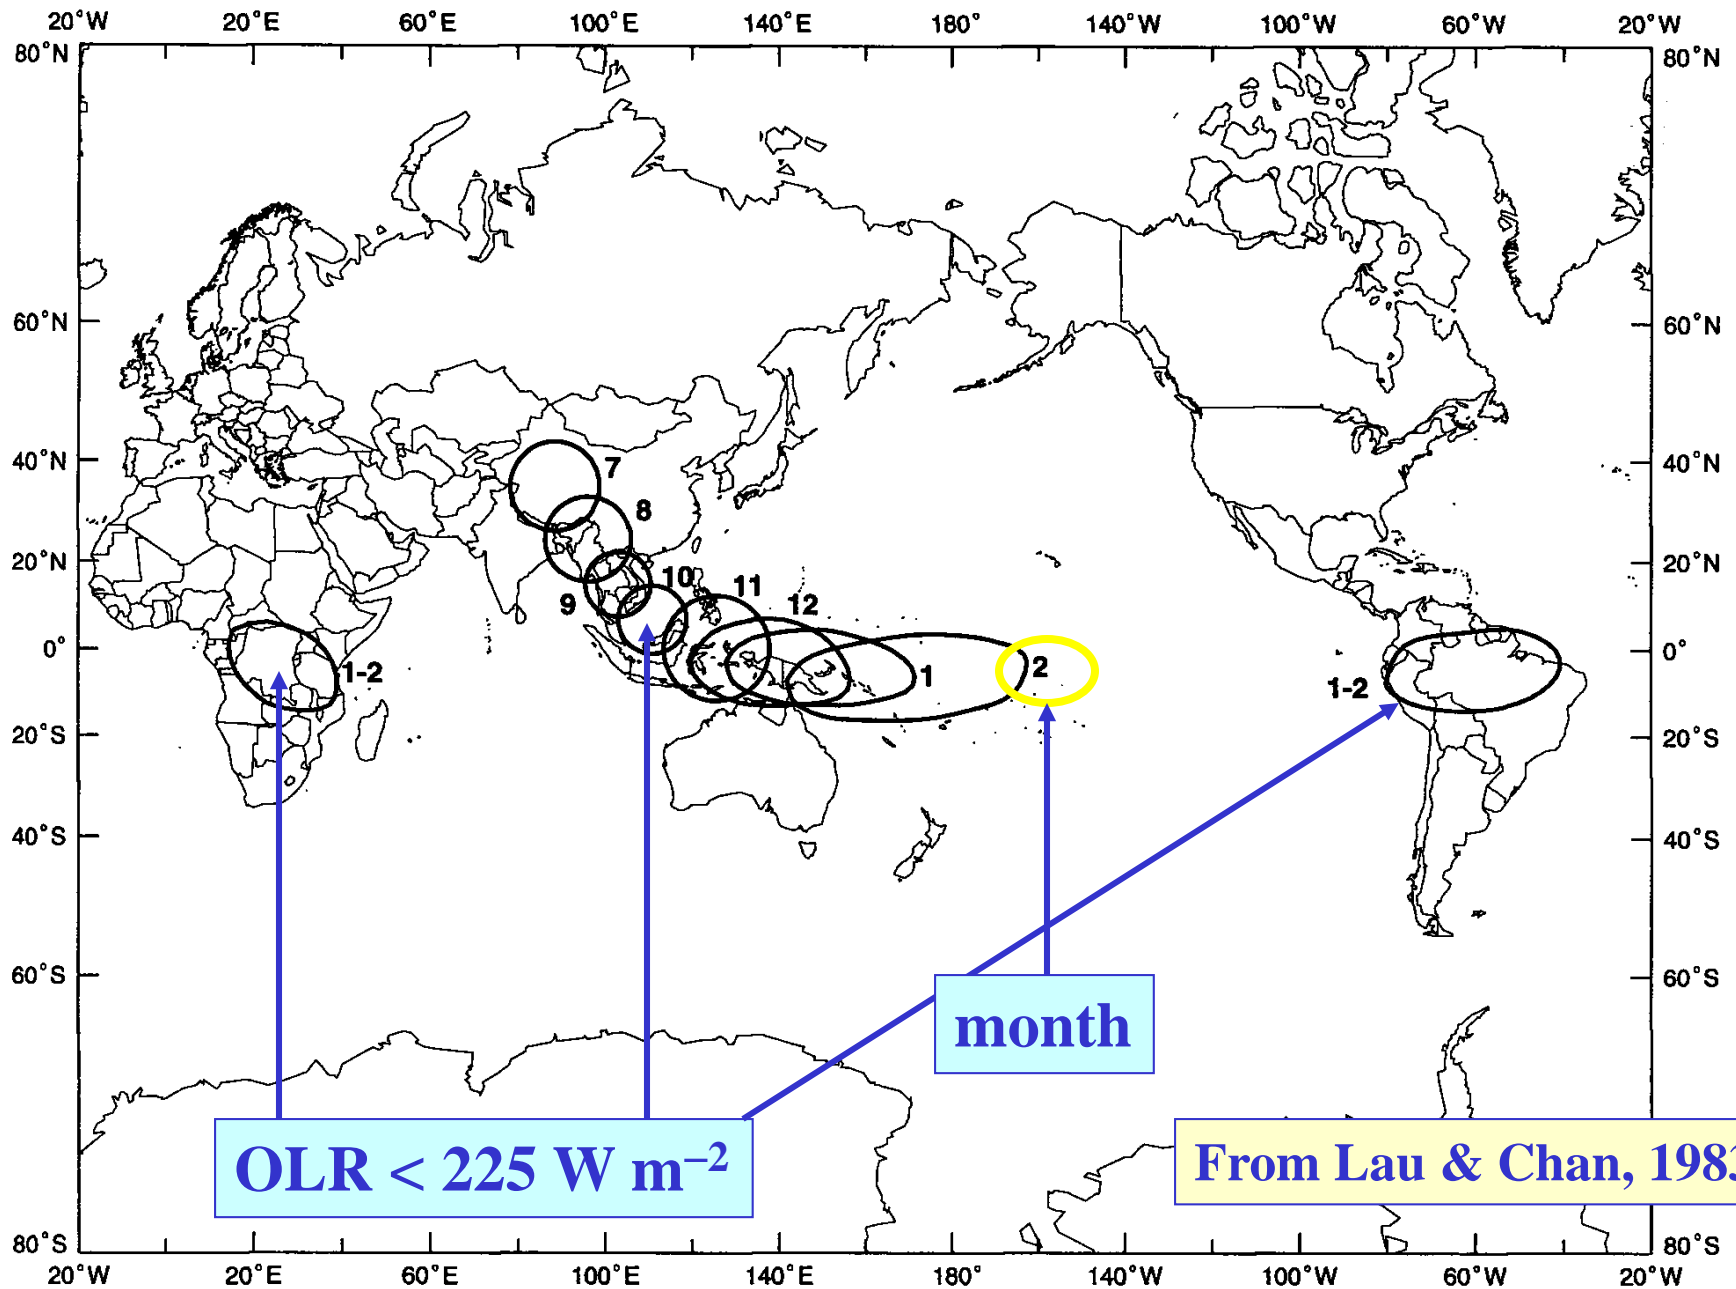 20°W 20°E 60°E 100°E 140°E 180° 140°W 100°W 60°W 20°W
80°N 80°N
60°N 60°N
40°N 40°N
7
8
20°N 20°N
9 10 11 12
0° 0°
1-2 1 2 1-2
20°S 20°S
40°S 40°S
60°S 60°S
month
OLR < 225 W m⁻²
From Lau & Chan, 198
80°S 80°S
20°W 20°E 60°E 100°E 140°E 180° 140°W 100°W 60°W 20°W